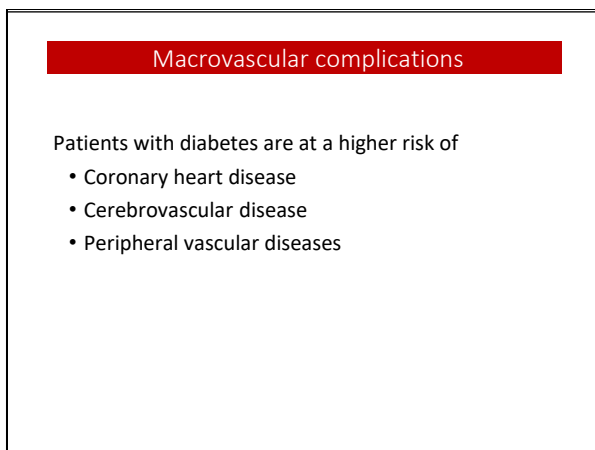 Macrovascular complications
Patients with diabetes are at a higher risk of
• Coronary heart disease
• Cerebrovascular disease
• Peripheral vascular diseases